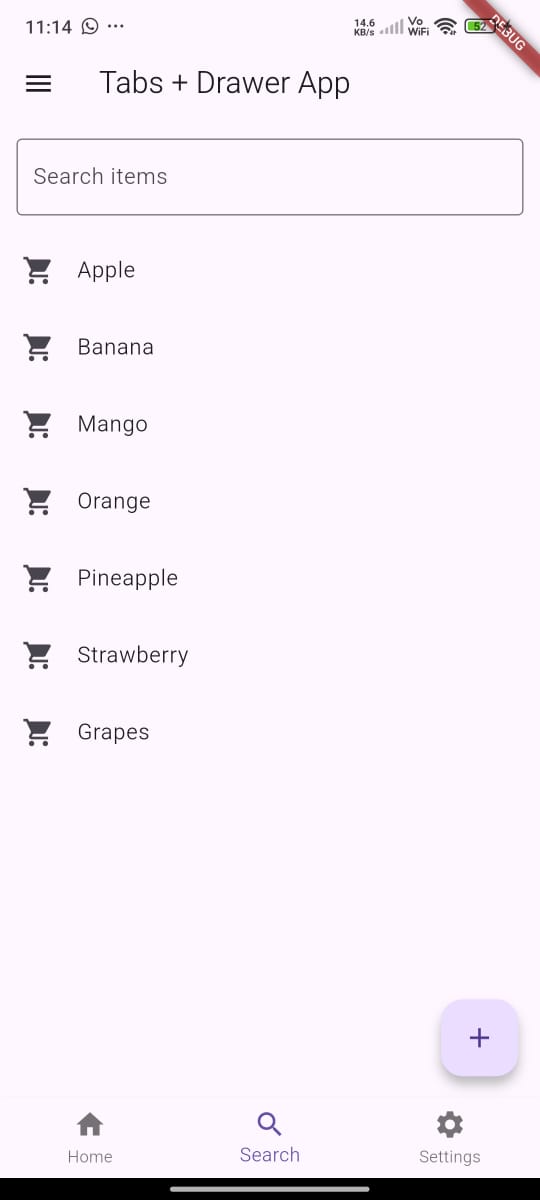 11:14 ...
14.6 KB/s Vo WiFi 52
DEBUG
Tabs + Drawer App
Search items
Apple
Banana
Mango
Orange
Pineapple
Strawberry
Grapes
+
Home Search Settings